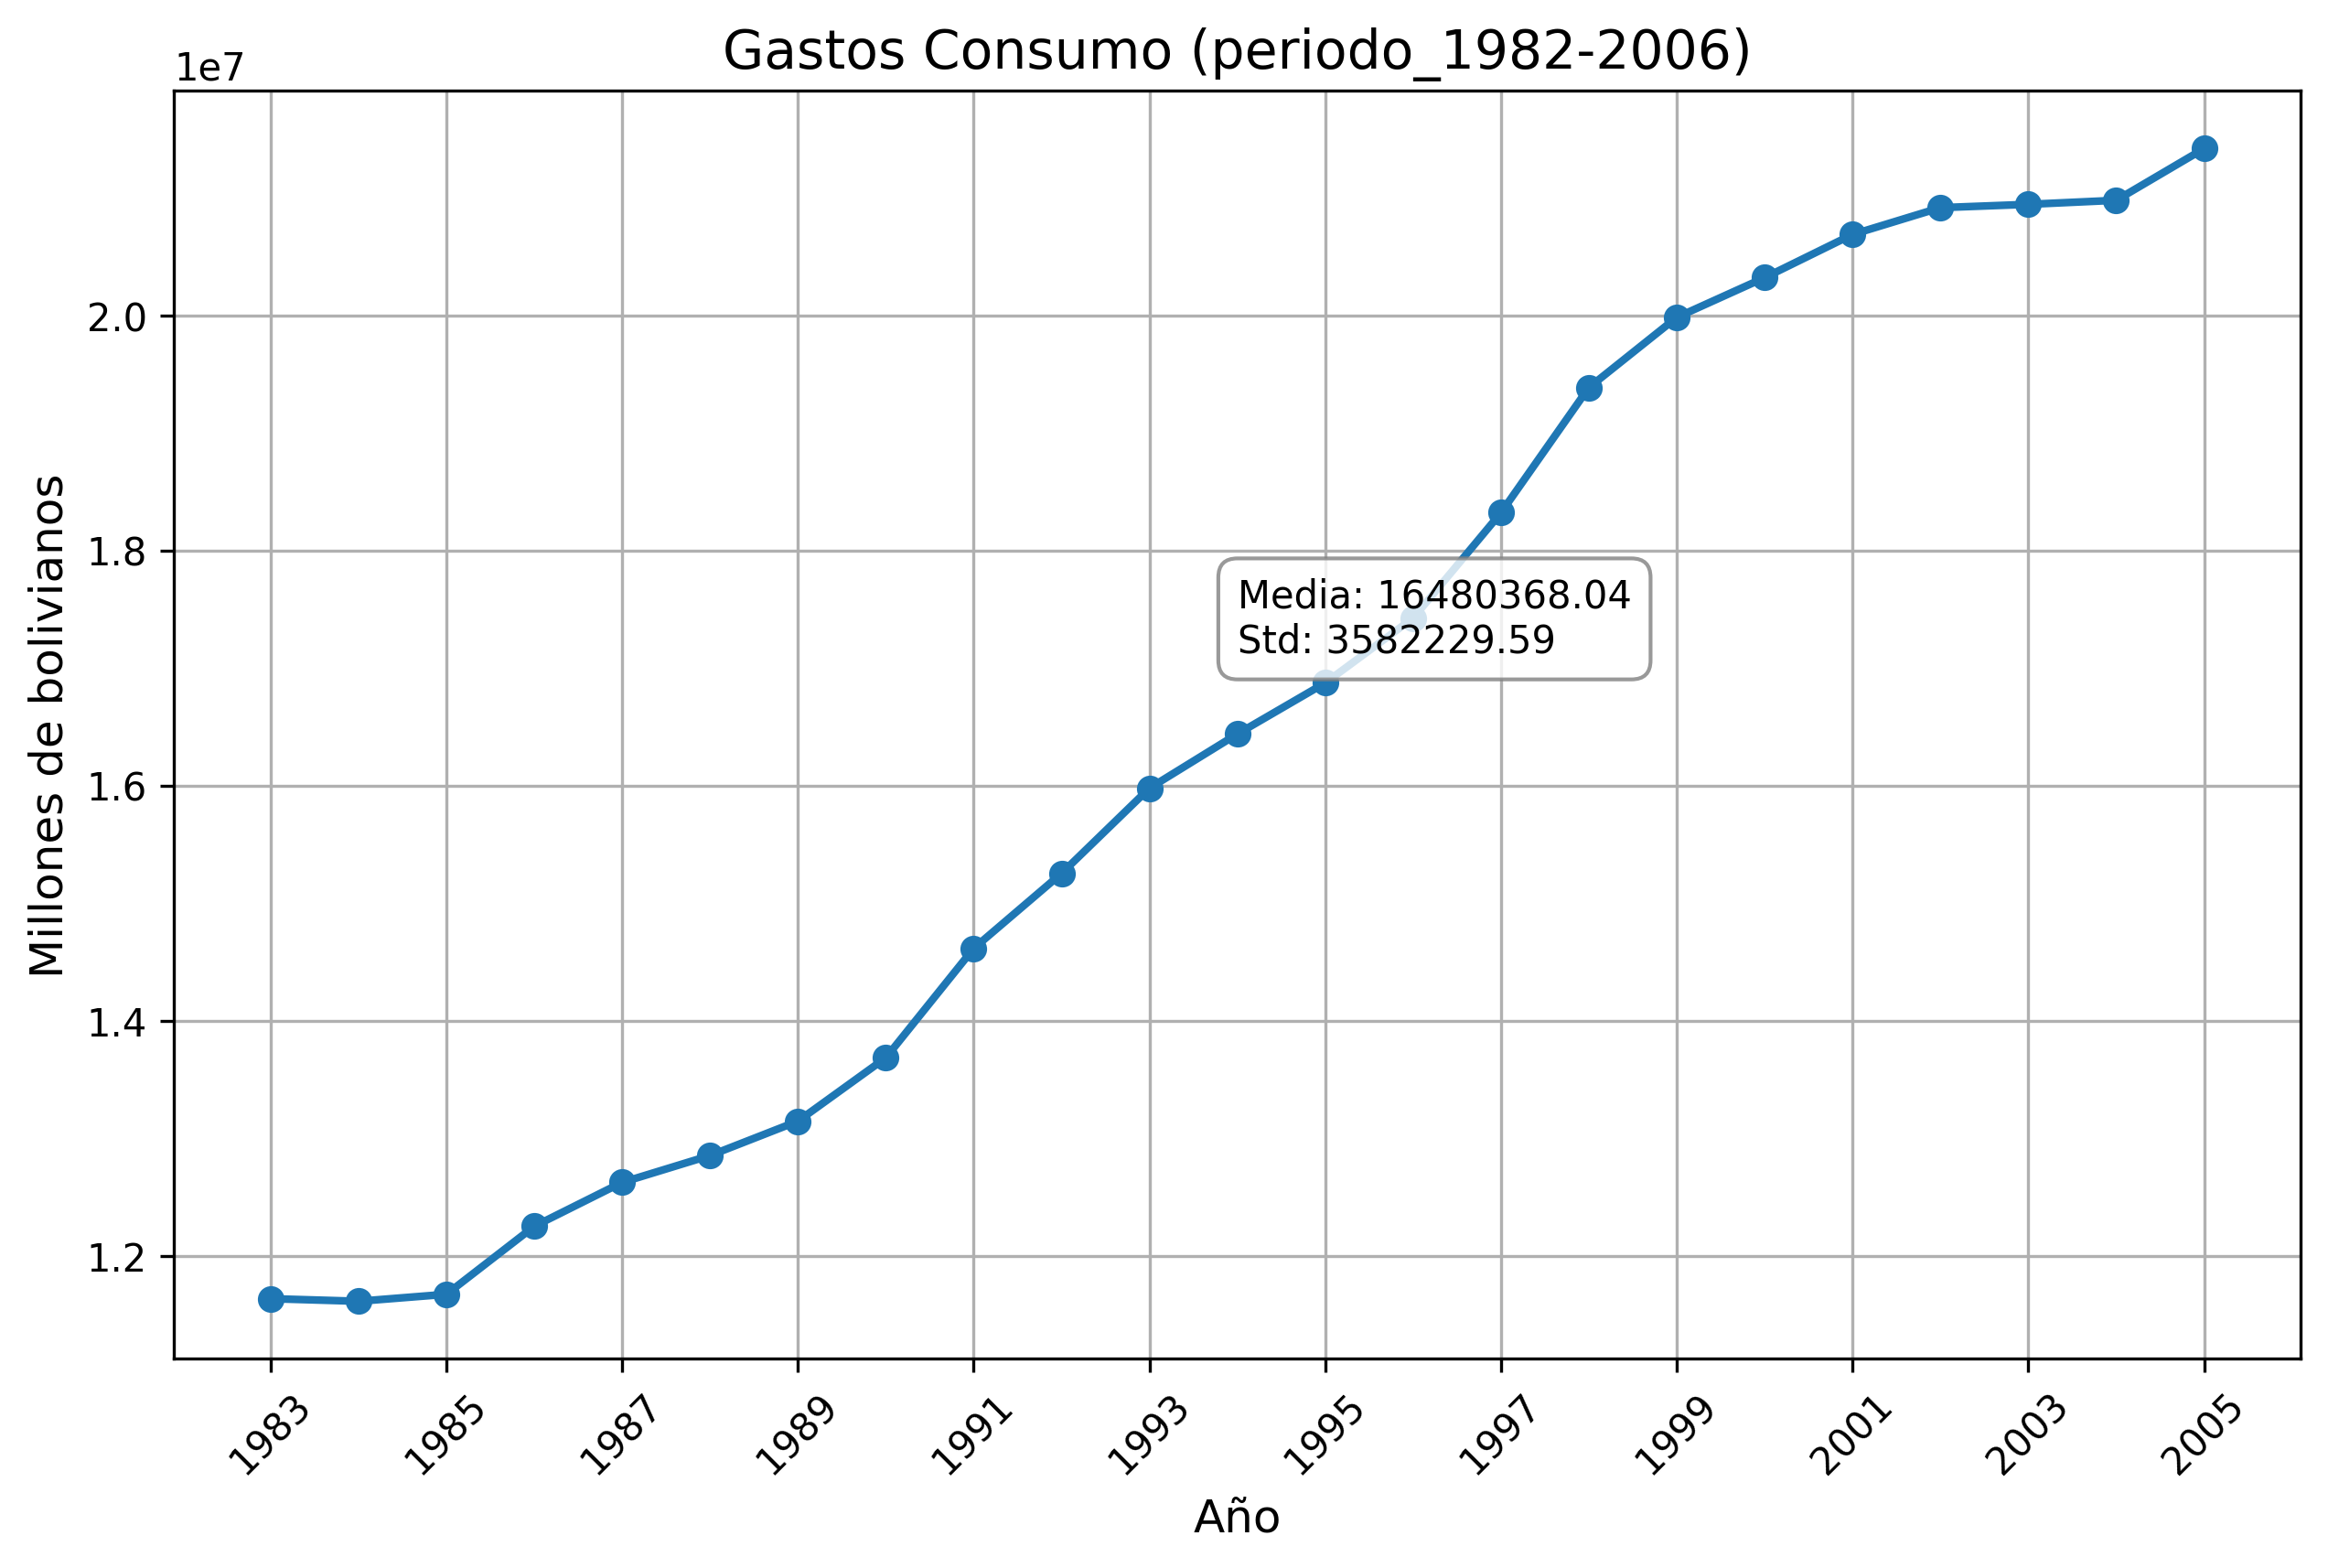 Gastos Consumo (periodo_1982-2006)
1e7
2.0
1.8
1.6
1.4
1.2
Millones de bolivianos
Media: 16480368.04
Std: 3582229.59
1983
1985
1987
1989
1991
1993
1995
1997
1999
2001
2003
2005
Año